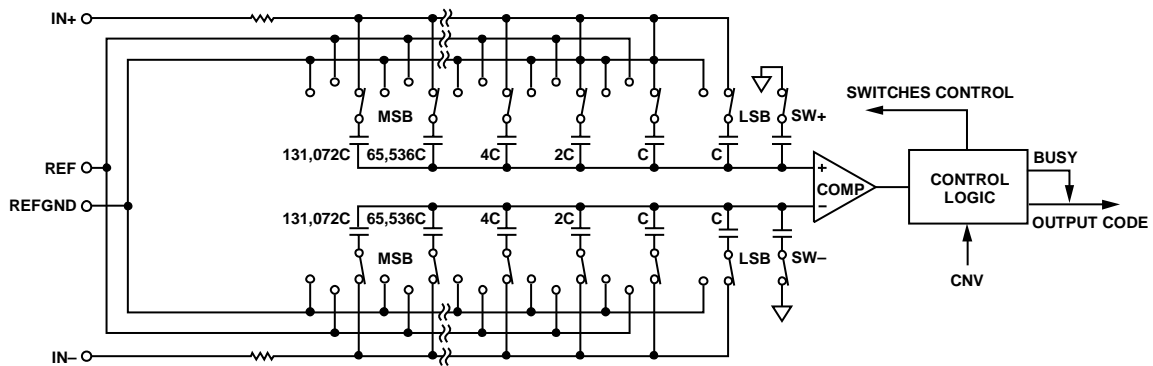 IN+
SWITCHES CONTROL
MSB
LSB
SW+
131,072C
65,536C
4C
2C
C
C
BUSY
REF
+
COMP
CONTROL
LOGIC
REFGND
–
OUTPUT CODE
131,072C
65,536C
4C
2C
C
C
MSB
LSB
SW–
CNV
IN–